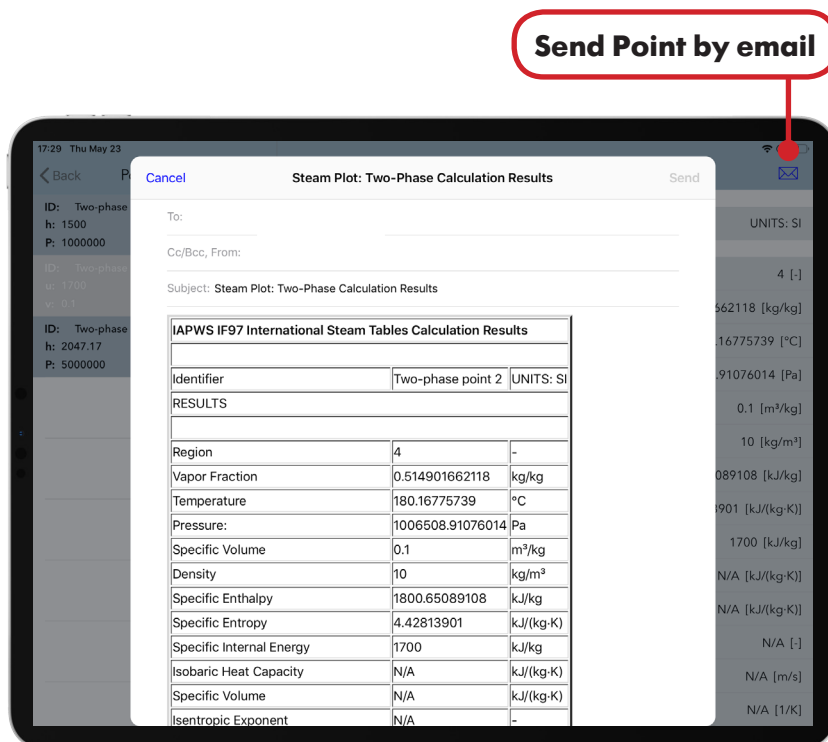 Send Point by email
17:29 Thu May 23
Back
Cancel
Steam Plot: Two-Phase Calculation Results
Send
ID: Two-phase
h: 1500
P: 1000000
ID: Two-phase
u: 1700
v: 0.1
ID: Two-phase
h: 2047.17
P: 5000000
To:
Cc/Bcc, From:
Subject: Steam Plot: Two-Phase Calculation Results
IAPWS IF97 International Steam Tables Calculation Results
Identifier Two-phase point 2 UNITS: SI
RESULTS
Region 4 -
Vapor Fraction 0.514901662118 kg/kg
Temperature 180.16775739 °C
Pressure: 1006508.91076014 Pa
Specific Volume 0.1 m³/kg
Density 10 kg/m³
Specific Enthalpy 1800.65089108 kJ/kg
Specific Entropy 4.42813901 kJ/(kg·K)
Specific Internal Energy 1700 kJ/kg
Isobaric Heat Capacity N/A kJ/(kg·K)
Specific Volume N/A kJ/(kg·K)
Isentropic Exponent N/A -
UNITS: SI
4 [-]
662118 [kg/kg]
.16775739 [°C]
.91076014 [Pa]
0.1 [m³/kg]
10 [kg/m³]
089108 [kJ/kg]
3901 [kJ/(kg·K)]
1700 [kJ/kg]
N/A [kJ/(kg·K)]
N/A [kJ/(kg·K)]
N/A [-]
N/A [m/s]
N/A [1/K]